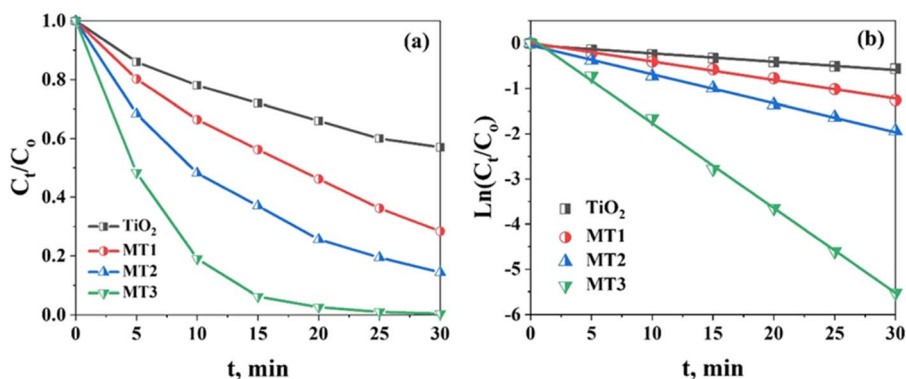 (a)
1.0
0.8
0.6
0.4
0.2
0.0
Cₜ/Cₒ
TiO₂
MT1
MT2
MT3
0 5 10 15 20 25 30
t, min
(b)
0
-1
-2
-3
-4
-5
-6
Ln(Cₜ/Cₒ)
TiO₂
MT1
MT2
MT3
0 5 10 15 20 25 30
t, min